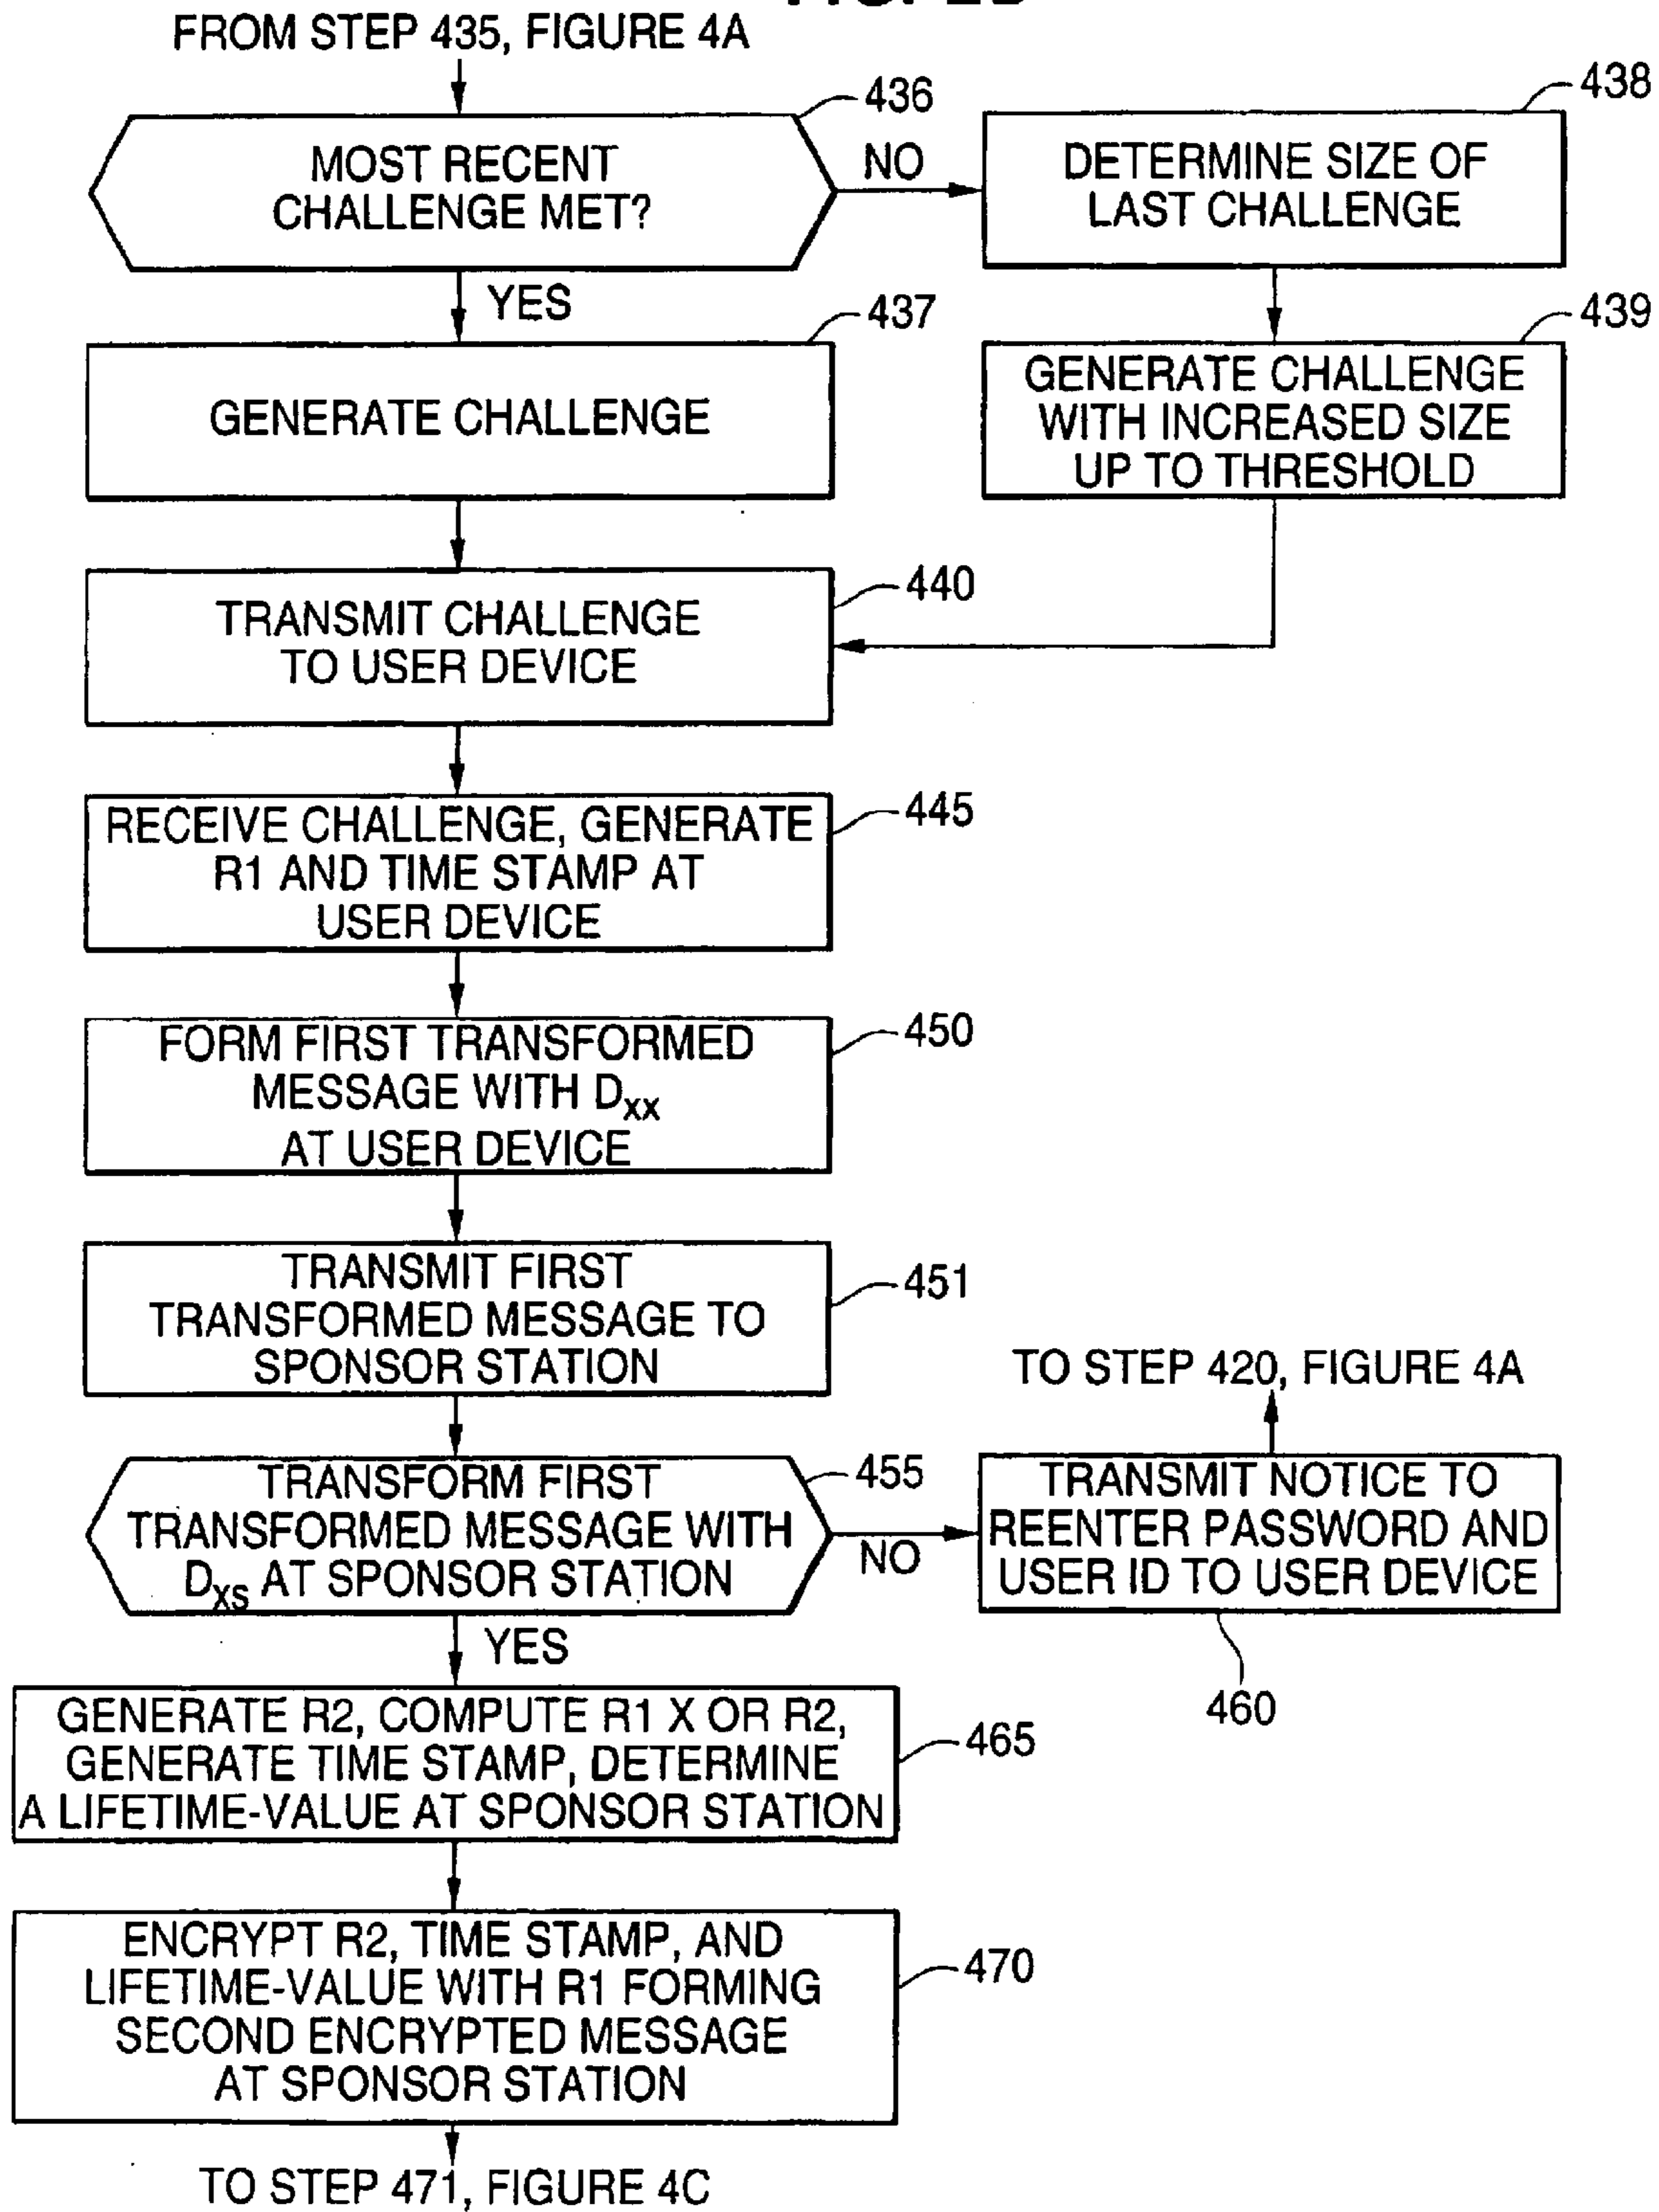 FROM STEP 435, FIGURE 4A
436
MOST RECENT
CHALLENGE MET?
NO
438
DETERMINE SIZE OF
LAST CHALLENGE
YES
437
GENERATE CHALLENGE
439
GENERATE CHALLENGE
WITH INCREASED SIZE
UP TO THRESHOLD
440
TRANSMIT CHALLENGE
TO USER DEVICE
445
RECEIVE CHALLENGE, GENERATE
R1 AND TIME STAMP AT
USER DEVICE
450
FORM FIRST TRANSFORMED
MESSAGE WITH Dxx
AT USER DEVICE
451
TRANSMIT FIRST
TRANSFORMED MESSAGE TO
SPONSOR STATION
TO STEP 420, FIGURE 4A
455
TRANSFORM FIRST
TRANSFORMED MESSAGE WITH
DXS AT SPONSOR STATION
NO
TRANSMIT NOTICE TO
REENTER PASSWORD AND
USER ID TO USER DEVICE
460
YES
GENERATE R2, COMPUTE R1 X OR R2,
GENERATE TIME STAMP, DETERMINE
A LIFETIME-VALUE AT SPONSOR STATION
465
ENCRYPT R2, TIME STAMP, AND
LIFETIME-VALUE WITH R1 FORMING
SECOND ENCRYPTED MESSAGE
AT SPONSOR STATION
470
TO STEP 471, FIGURE 4C